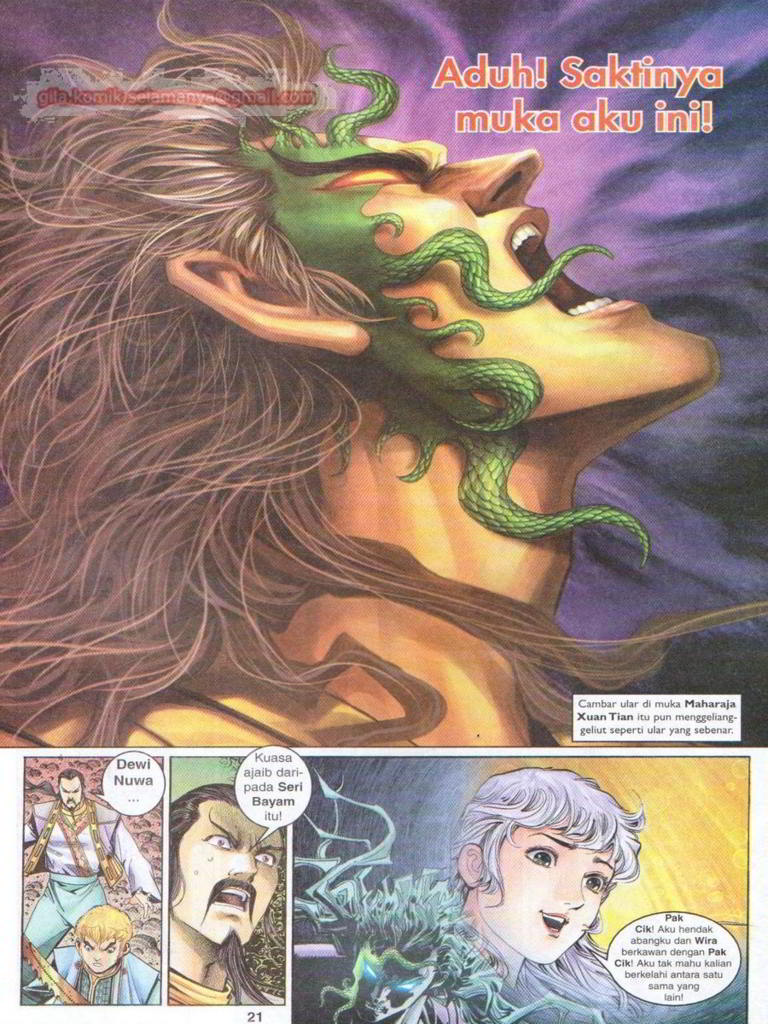 Aduh! Saktinya
muka aku ini!
gila.komik.selamanya@gmail.com
Cambar ular di muka Maharaja
Xuan Tian itu pun menggeliang-
geliut seperti ular yang sebenar.
Dewi
Nuwa
...
Kuasa
ajaib dari-
pada Seri
Bayam
itu!
Pak
Cik! Aku hendak
abangku dan Wira
berkawan dengan Pak
Cik! Aku tak mahu kalian
berkelahi antara satu
sama yang
lain!
21